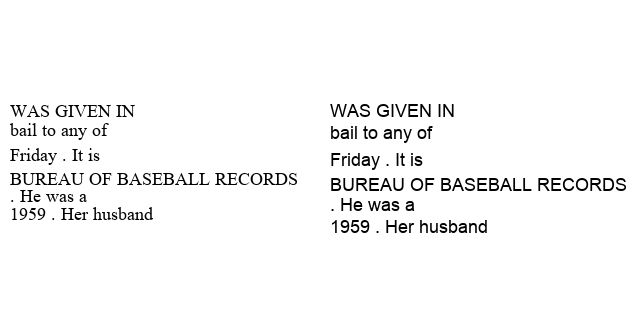 WAS GIVEN IN
bail to any of
Friday . It is
BUREAU OF BASEBALL RECORDS
. He was a
1959 . Her husband
WAS GIVEN IN
bail to any of
Friday . It is
BUREAU OF BASEBALL RECORDS
. He was a
1959 . Her husband